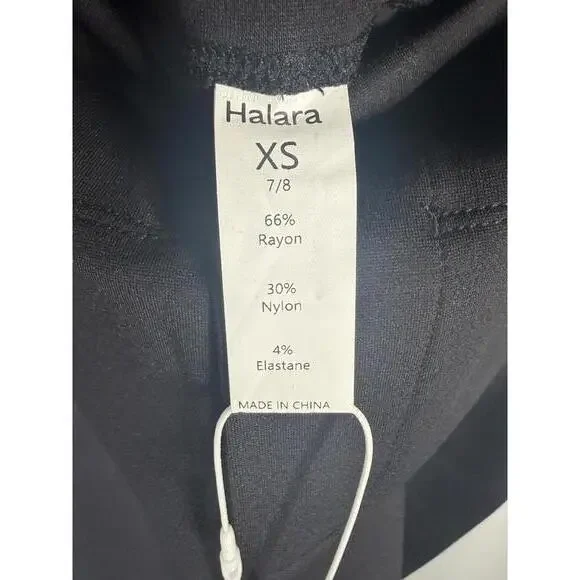 Halara
XS
7/8
66%
Rayon
30%
Nylon
4%
Elastane
MADE IN CHINA